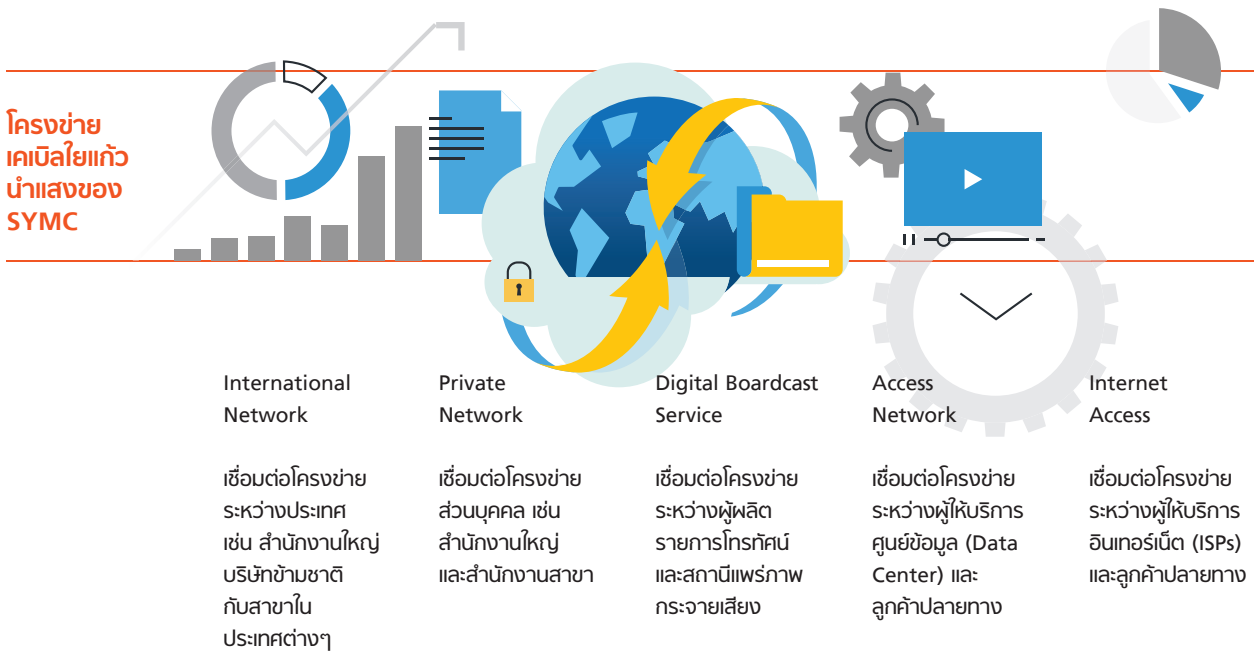 โครงข่าย
เคเบิลใยแก้ว
นำแสงของ
SYMC
International
Network
เชื่อมต่อโครงข่าย
ระหว่างประเทศ
เช่น สำนักงานใหญ่
บริษัทข้ามชาติ
กับสาขาใน
ประเทศต่างๆ
Private
Network
เชื่อมต่อโครงข่าย
ส่วนบุคคล เช่น
สำนักงานใหญ่
และสำนักงานสาขา
Digital Boardcast
Service
เชื่อมต่อโครงข่าย
ระหว่างผู้ผลิต
รายการโทรทัศน์
และสถานีแพร่ภาพ
กระจายเสียง
Access
Network
เชื่อมต่อโครงข่าย
ระหว่างผู้ให้บริการ
ศูนย์ข้อมูล (Data
Center) และ
ลูกค้าปลายทาง
Internet
Access
เชื่อมต่อโครงข่าย
ระหว่างผู้ให้บริการ
อินเทอร์เน็ต (ISPs)
และลูกค้าปลายทาง